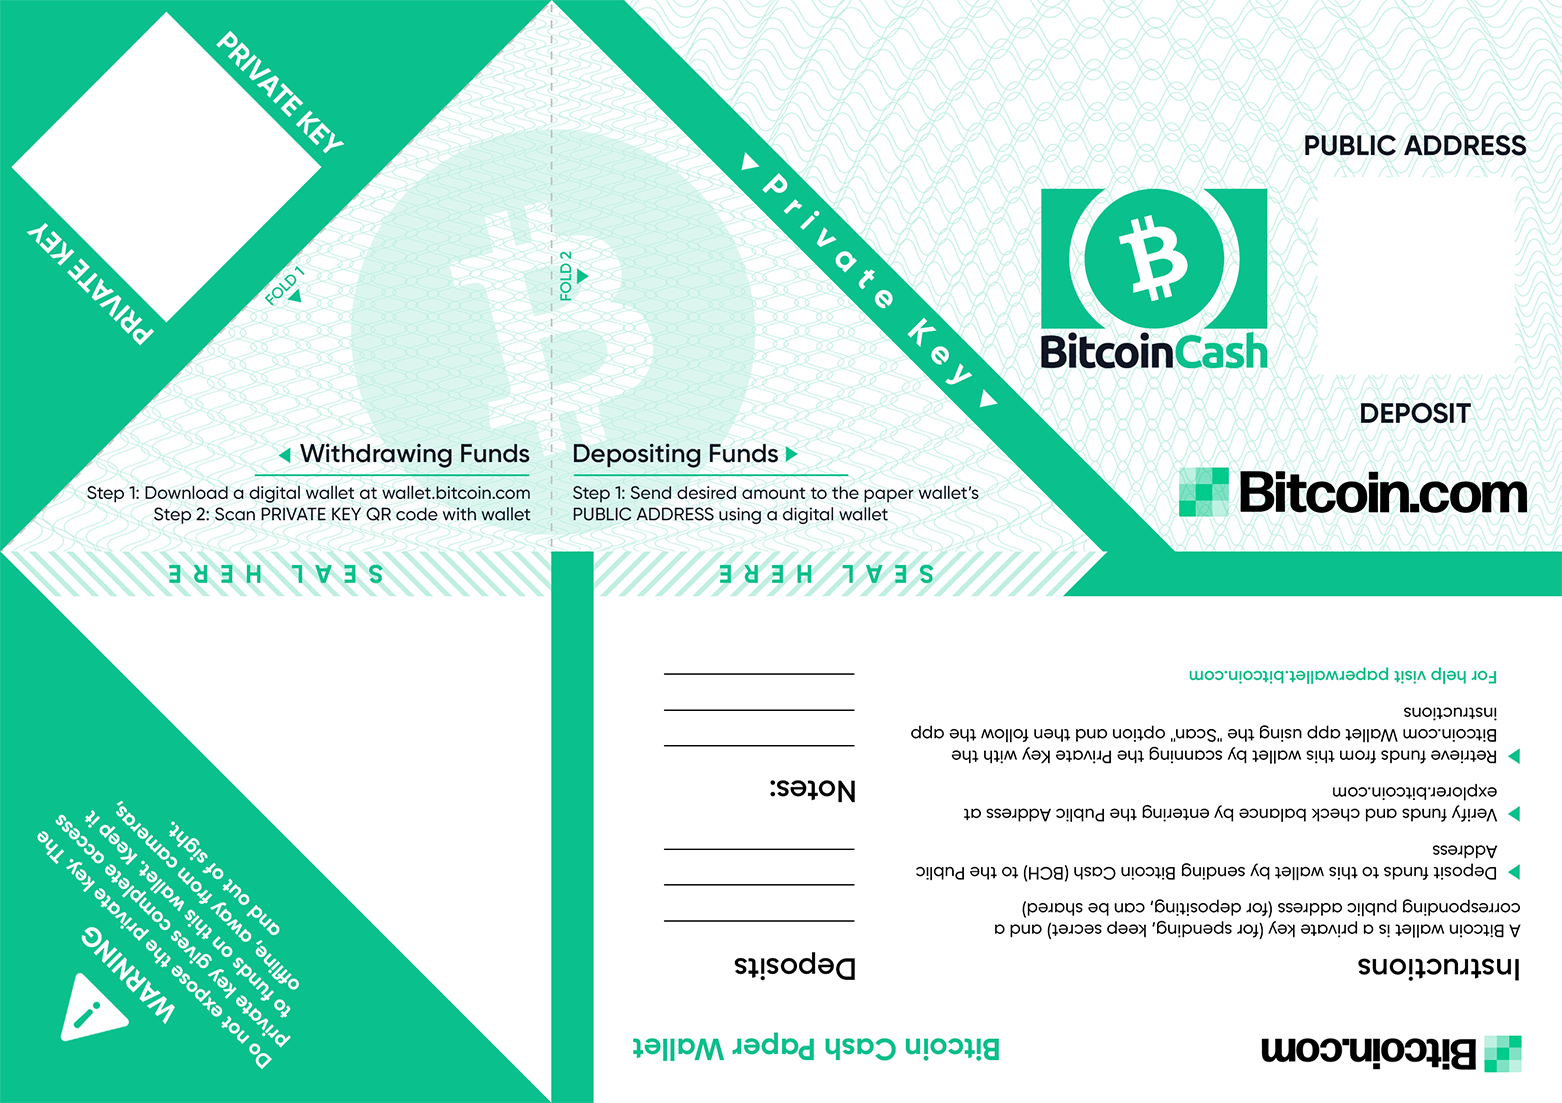 PRIVATE KEY
PRIVATE KEY
FOLD 1
FOLD 2
Private Key
PUBLIC ADDRESS
BitcoinCash
DEPOSIT
Bitcoin.com
Withdrawing Funds
Step 1: Download a digital wallet at wallet.bitcoin.com
Step 2: Scan PRIVATE KEY QR code with wallet
Depositing Funds
Step 1: Send desired amount to the paper wallet's
PUBLIC ADDRESS using a digital wallet
SEAL HERE
SEAL HERE
WARNING
Do not expose the private key. The
private key gives complete access
to funds on this wallet. Keep it
offline, away from cameras,
and out of sight.
Bitcoin.com
Bitcoin Cash Paper Wallet
Instructions
A Bitcoin wallet is a private key (for spending, keep secret) and a
corresponding public address (for depositing, can be shared)
Deposit funds to this wallet by sending Bitcoin Cash (BCH) to the Public
Address
Verify funds and check balance by entering the Public Address at
explorer.bitcoin.com
Retrieve funds from this wallet by scanning the Private Key with the
Bitcoin.com Wallet app using the "Scan" option and then follow the app
instructions
For help visit paperwallet.bitcoin.com
Deposits
Notes: